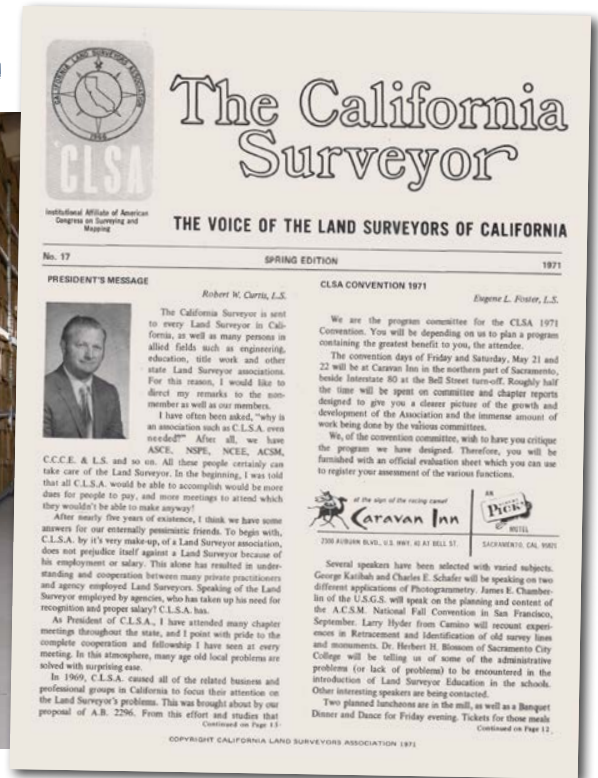 CALIFORNIA LAND SURVEYORS ASSOCIATION
1966
CLSA
Institutional Affiliate of American
Congress on Surveying and
Mapping
The California
Surveyor
THE VOICE OF THE LAND SURVEYORS OF CALIFORNIA
No. 17
SPRING EDITION
1971
PRESIDENT'S MESSAGE
Robert W. Curtis, L.S.
The California Surveyor is sent
to every Land Surveyor in Cali-
fornia, as well as many persons in
allied fields such as engineering,
education, title work and other
state Land Surveyor associations.
For this reason, I would like to
direct my remarks to the non-
member as well as our members.
I have often been asked, "why is
an association such as C.L.S.A. even
needed?" After all, we have
ASCE, NSPE, NCEE, ACSM,
C.C.C.E. & L.S. and so on. All these people certainly can
take care of the Land Surveyor. In the beginning, I was told
that all C.L.S.A. would be able to accomplish would be more
dues for people to pay, and more meetings to attend which
they wouldn't be able to make anyway!
After nearly five years of existence, I think we have some
answers for our enternally pessimistic friends. To begin with,
C.L.S.A. by it's very make-up, of a Land Surveyor association,
does not prejudice itself against a Land Surveyor because of
his employment or salary. This alone has resulted in under-
standing and cooperation between many private practitioners
and agency employed Land Surveyors. Speaking of the Land
Surveyor employed by agencies, who has taken up his need for
recognition and proper salary? C.L.S.A. has.
As President of C.L.S.A., I have attended many chapter
meetings throughout the state, and I point with pride to the
complete cooperation and fellowship I have seen at every
meeting. In this atmosphere, many age old local problems are
solved with surprising ease.
In 1969, C.L.S.A. caused all of the related business and
professional groups in California to focus their attention on
the Land Surveyor's problems. This was brought about by our
proposal of A.B. 2296. From this effort and studies that
Continued on Page 13
CLSA CONVENTION 1971
Eugene L. Foster, L.S.
We are the program committee for the CLSA 1971
Convention. You will be depending on us to plan a program
containing the greatest benefit to you, the attender.
The convention days of Friday and Saturday, May 21 and
22 will be at Caravan Inn in the northern part of Sacramento,
beside Interstate 80 at the Bell Street turn-off. Roughly half
the time will be spent on committee and chapter reports
designed to give you a clearer picture of the growth and
development of the Association and the immense amount of
work being done by the various committees.
We, of the convention committee, wish to have you critique
the program we have designed. Therefore, you will be
furnished with an official evaluation sheet which you can use
to register your assessment of the various functions.
at the sign of the racing camel
Caravan Inn
2300 AUBURN BLVD., U.S. HWY. 40 AT BELL ST.
AN
Pick
HOTEL
SACRAMENTO, CAL. 95821
Several speakers have been selected with varied subjects.
George Katibah and Charles E. Schafer will be speaking on two
different applications of Photogrammetry. James E. Chamber-
lin of the U.S.G.S. will speak on the planning and content of
the A.C.S.M. National Fall Convention in San Francisco,
September. Larry Hyder from Camino will recount experi-
ences in Retracement and Identification of old survey lines
and monuments. Dr. Herbert H. Blossom of Sacramento City
College will be telling us of some of the administrative
problems (or lack of problems) to be encountered in the
introduction of Land Surveyor Education in the schools.
Other interesting speakers are being contacted.
Two planned luncheons are in the mill, as well as a Banquet
Dinner and Dance for Friday evening. Tickets for those meals
Continued on Page 12
COPYRIGHT CALIFORNIA LAND SURVEYORS ASSOCIATION 1971